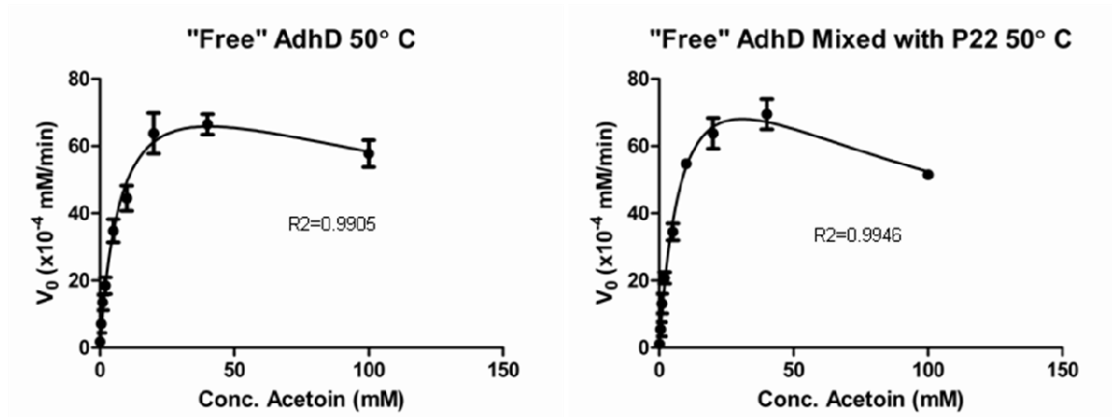 "Free" AdhD 50° C
80
60
40
20
0
V₀ (x10⁻⁴ mM/min)
R2=0.9905
0 50 100 150
Conc. Acetoin (mM)
"Free" AdhD Mixed with P22 50° C
80
60
40
20
0
V₀ (x10⁻⁴ mM/min)
R2=0.9946
0 50 100 150
Conc. Acetoin (mM)